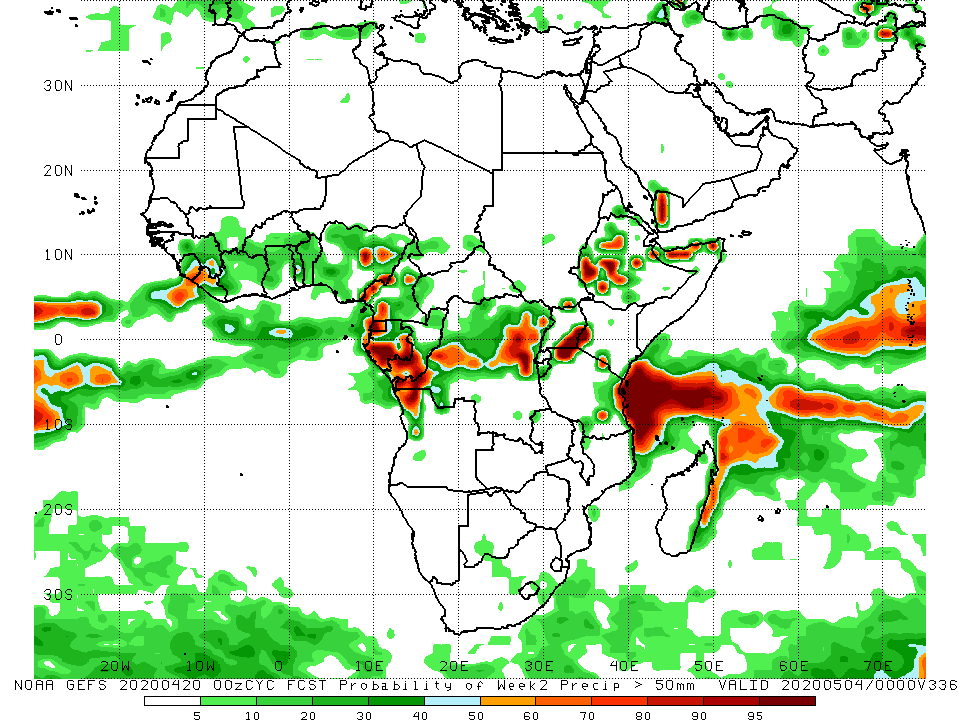 30N
20N
10N
0
10S
20S
30S
20W 10W 0 10E 20E 30E 40E 50E 60E 70E
NOAA GEFS 20200420 00zCYC FCST Probability of Week2 Precip > 50mm VALID 20200504/0000V336
5 10 20 30 40 50 60 70 80 90 95